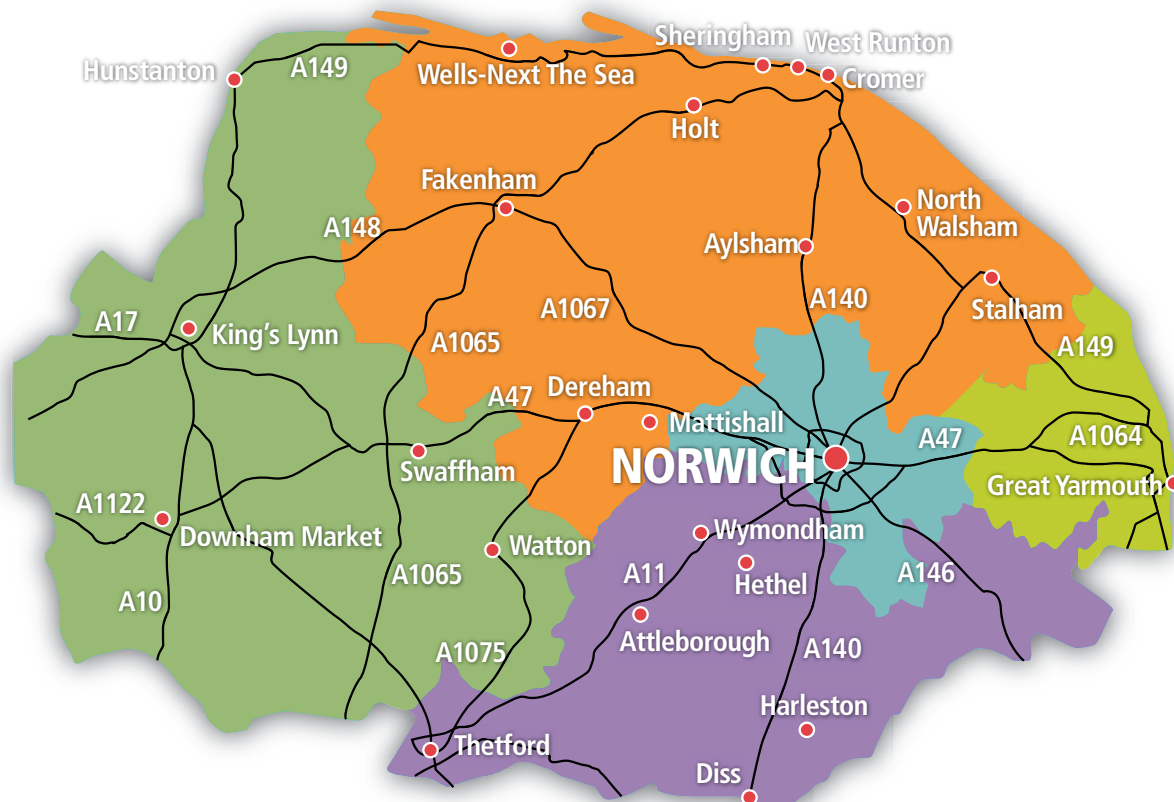 Sheringham
West Runton
Hunstanton
A149
Wells-Next The Sea
Cromer
Holt
Fakenham
North
Walsham
A148
Aylsham
A140
A17
King's Lynn
A1065
A1067
Stalham
A149
A47
Dereham
Mattishall
A47
A1064
Swaffham
NORWICH
Great Yarmouth
A1122
Downham Market
Watton
Wymondham
A1065
A11
Hethel
A146
A10
Attleborough
A1075
A140
Harleston
Thetford
Diss